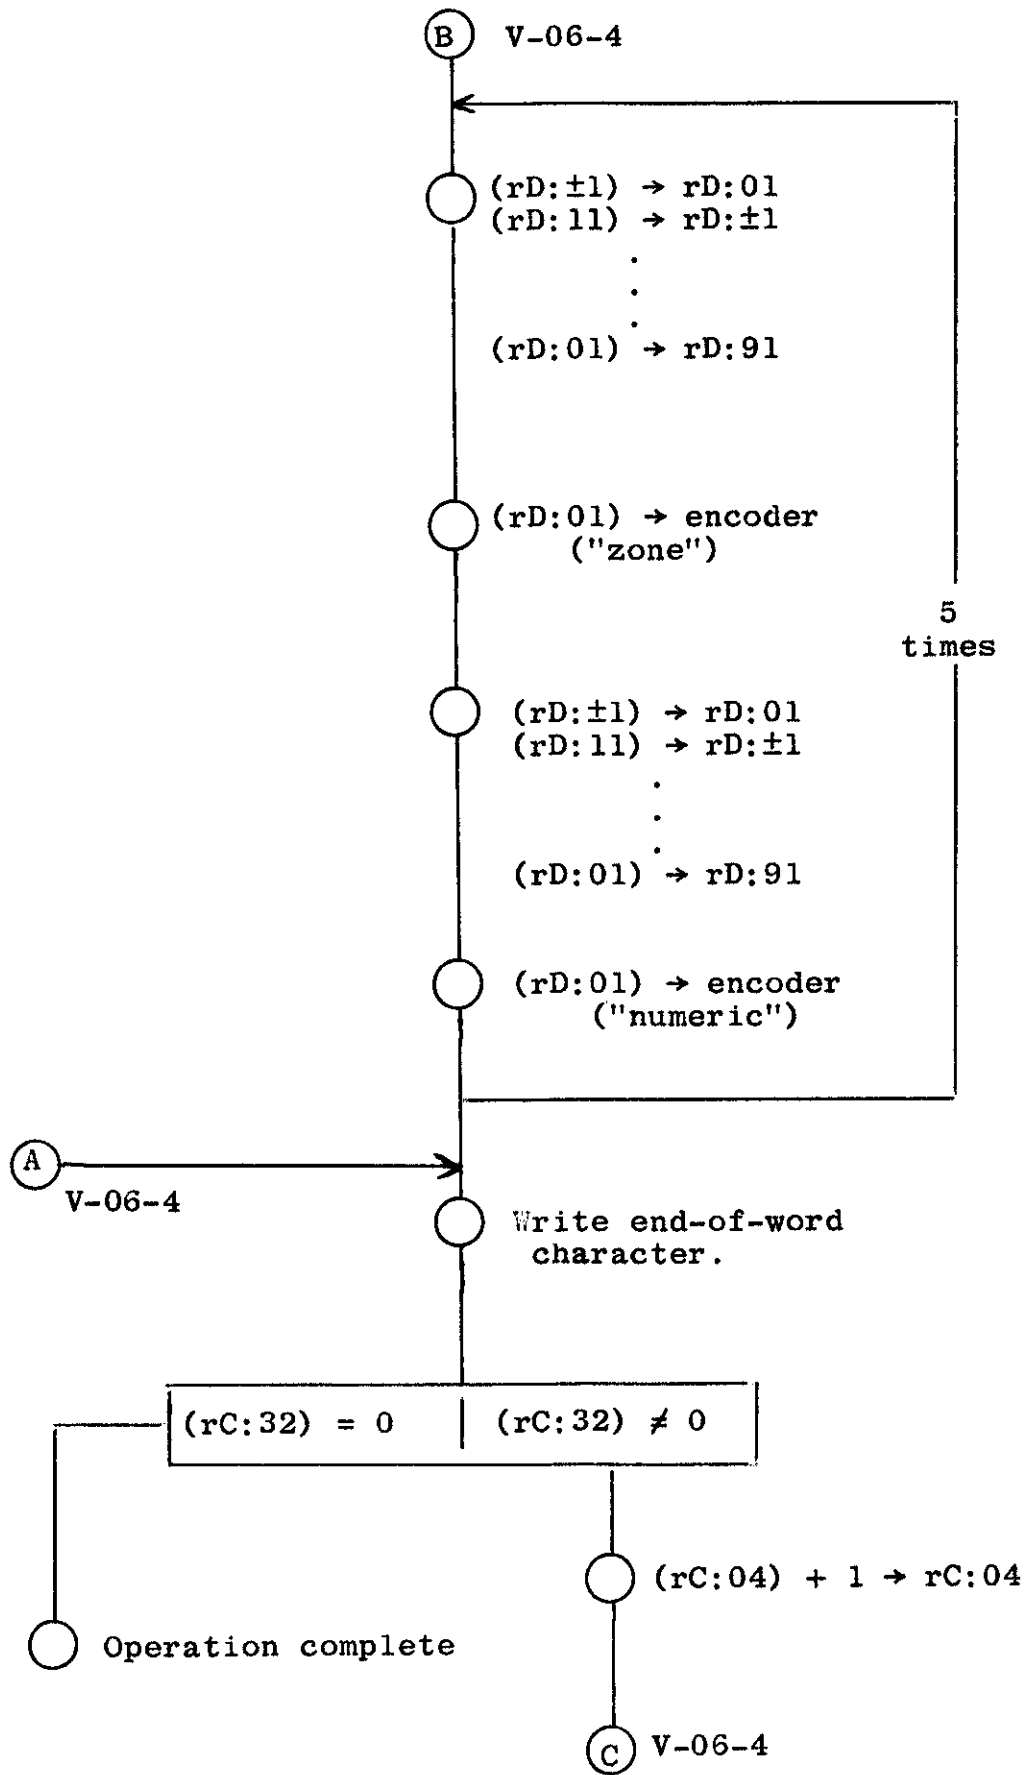 B V-06-4
(rD:±1) → rD:01
(rD:11) → rD:±1
.
.
.
(rD:01) → rD:91
(rD:01) → encoder
("zone")
5
times
(rD:±1) → rD:01
(rD:11) → rD:±1
.
.
.
(rD:01) → rD:91
(rD:01) → encoder
("numeric")
A
V-06-4
Write end-of-word
character.
(rC:32) = 0 | (rC:32) ≠ 0
(rC:04) + 1 → rC:04
Operation complete
C V-06-4